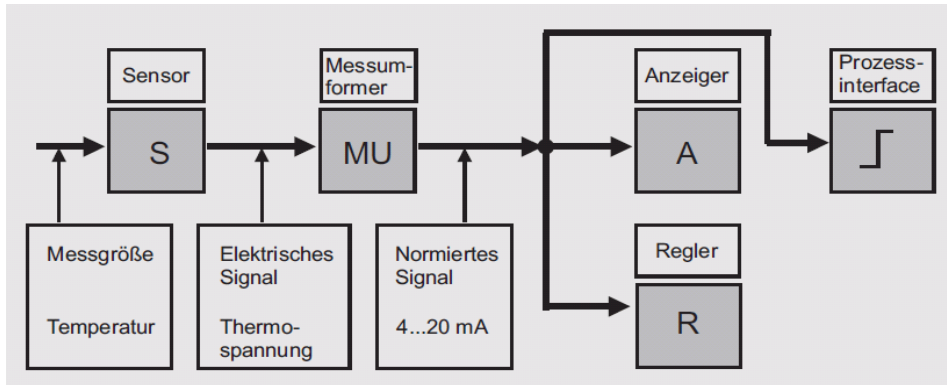 Sensor
S
Messum-
former
MU
Anzeiger
A
Prozess-
interface
Messgröße
Temperatur
Elektrisches
Signal
Thermo-
spannung
Normiertes
Signal
4...20 mA
Regler
R